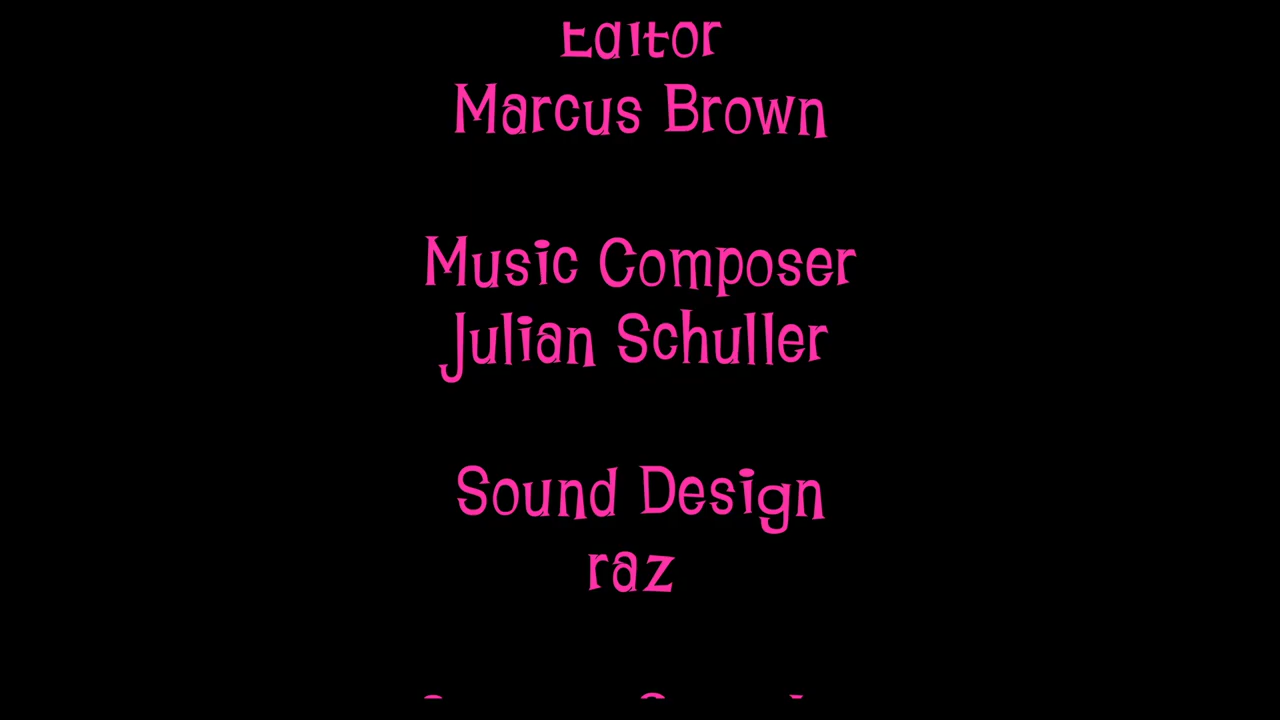 Editor
Marcus Brown
Music Composer
Julian Schuller
Sound Design
raz